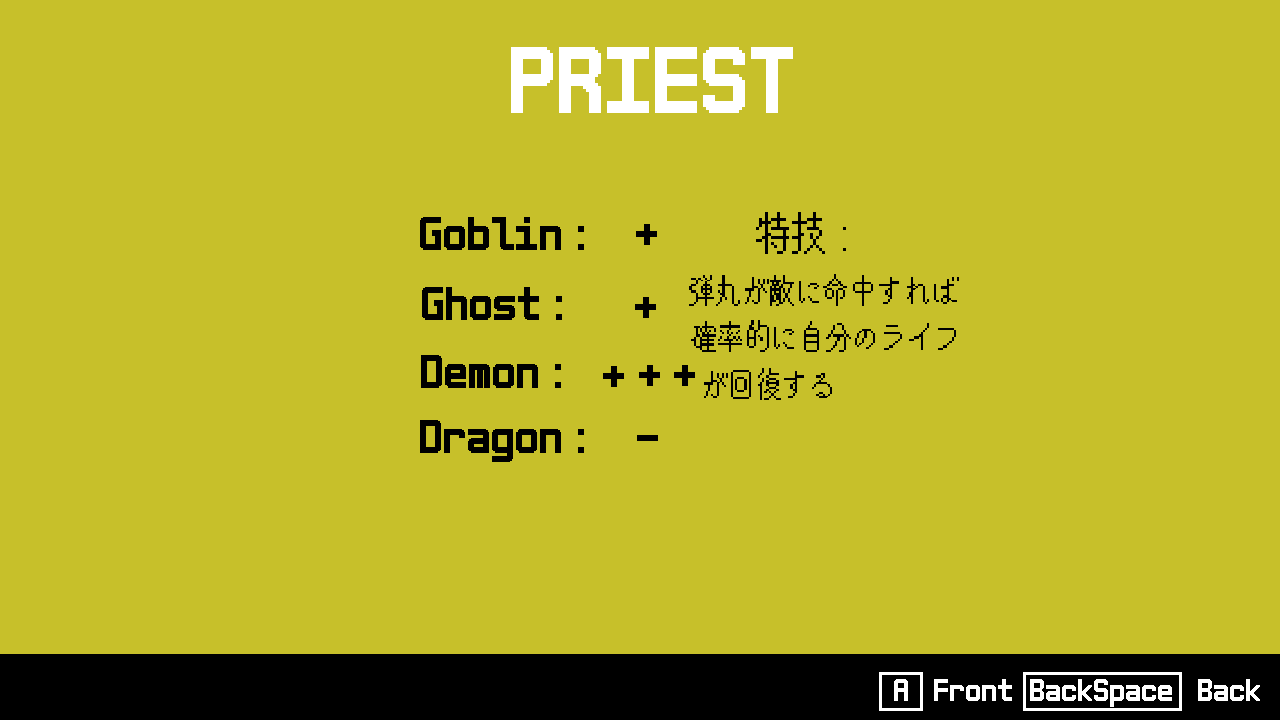 PRIEST
Goblin : +
Ghost : +
Demon : + + +
Dragon : -
特技 :
弾丸が敵に命中すれば
確率的に自分のライフ
が回復する
A Front BackSpace Back